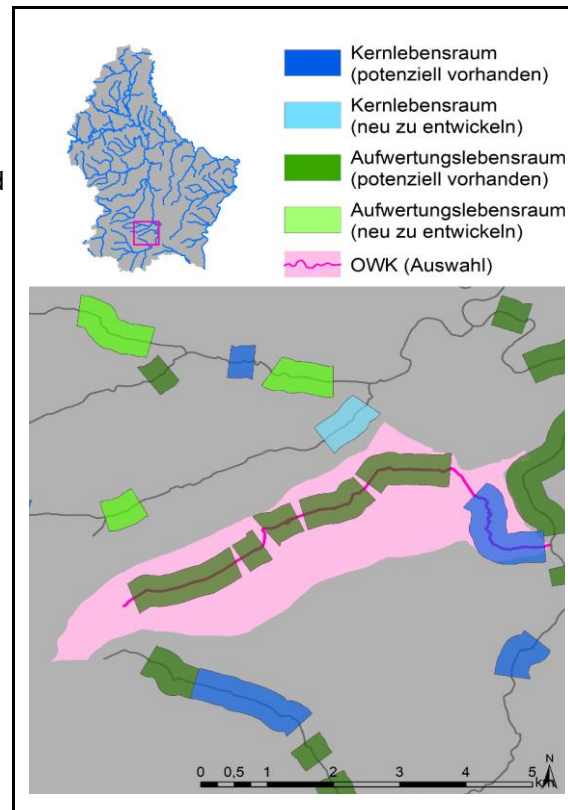 Kernlebensraum
(potenziell vorhanden)
Kernlebensraum
(neu zu entwickeln)
Aufwertungslebensraum
(potenziell vorhanden)
Aufwertungslebensraum
(neu zu entwickeln)
OWK (Auswahl)
N
0 0,5 1 2 3 4 5
km